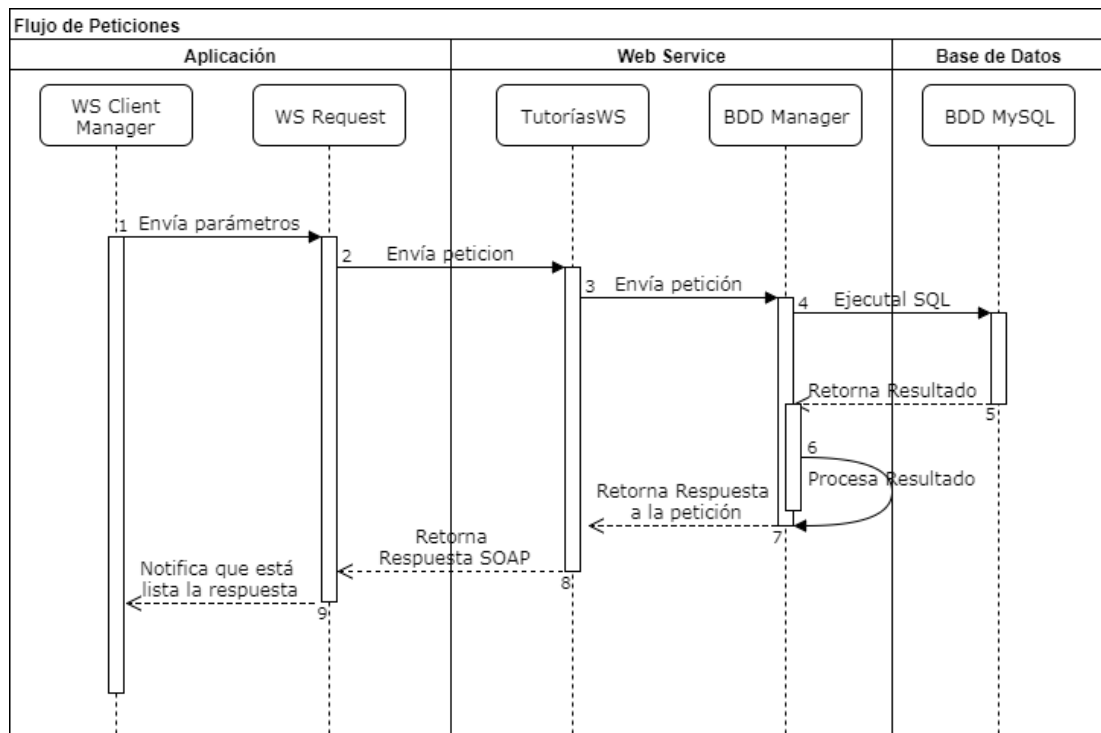 Flujo de Peticiones
Aplicación
Web Service
Base de Datos
WS Client
Manager
WS Request
TutoríasWS
BDD Manager
BDD MySQL
1 Envía parámetros
2 Envía peticion
3 Envía petición
4 Ejecutal SQL
Retorna Resultado
5
6
Procesa Resultado
Retorna Respuesta
a la petición
7
Retorna
Respuesta SOAP
8
Notifica que está
lista la respuesta
9